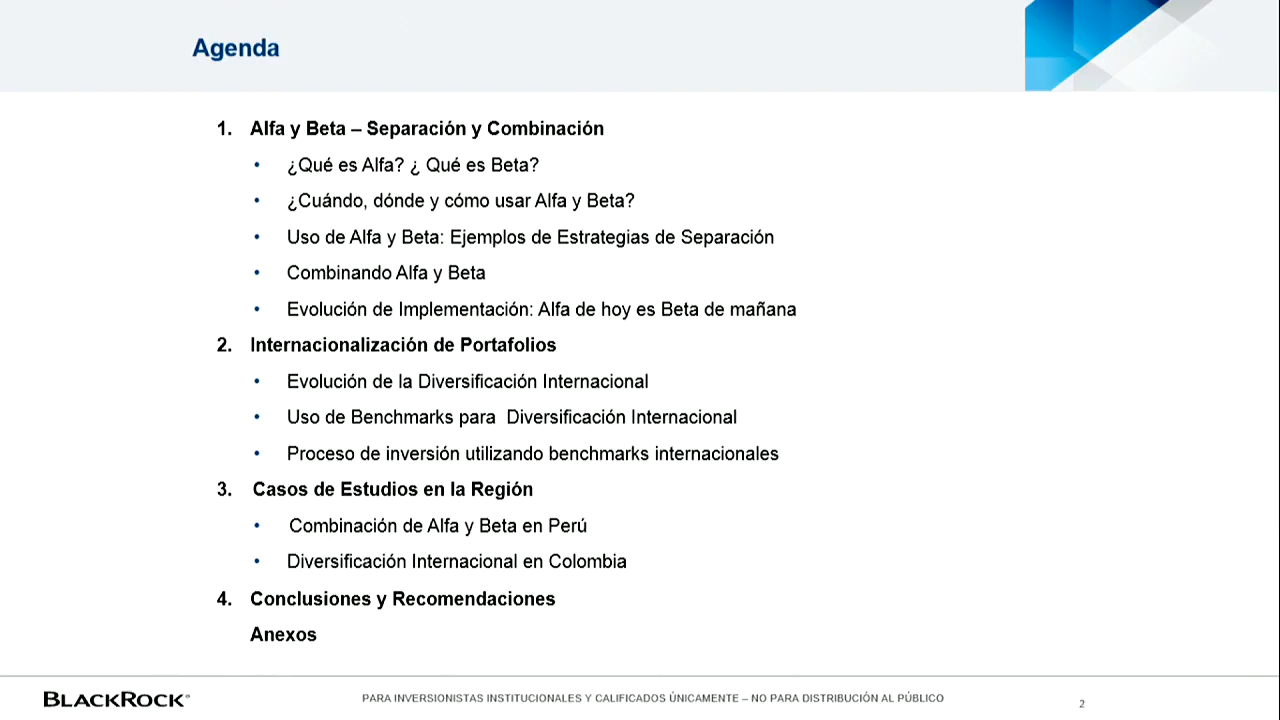 Agenda
1. Alfa y Beta – Separación y Combinación
• ¿Qué es Alfa? ¿ Qué es Beta?
• ¿Cuándo, dónde y cómo usar Alfa y Beta?
• Uso de Alfa y Beta: Ejemplos de Estrategias de Separación
• Combinando Alfa y Beta
• Evolución de Implementación: Alfa de hoy es Beta de mañana
2. Internacionalización de Portafolios
• Evolución de la Diversificación Internacional
• Uso de Benchmarks para Diversificación Internacional
• Proceso de inversión utilizando benchmarks internacionales
3. Casos de Estudios en la Región
• Combinación de Alfa y Beta en Perú
• Diversificación Internacional en Colombia
4. Conclusiones y Recomendaciones
Anexos
BLACKROCK®
PARA INVERSIONISTAS INSTITUCIONALES Y CALIFICADOS ÚNICAMENTE – NO PARA DISTRIBUCIÓN AL PÚBLICO
2